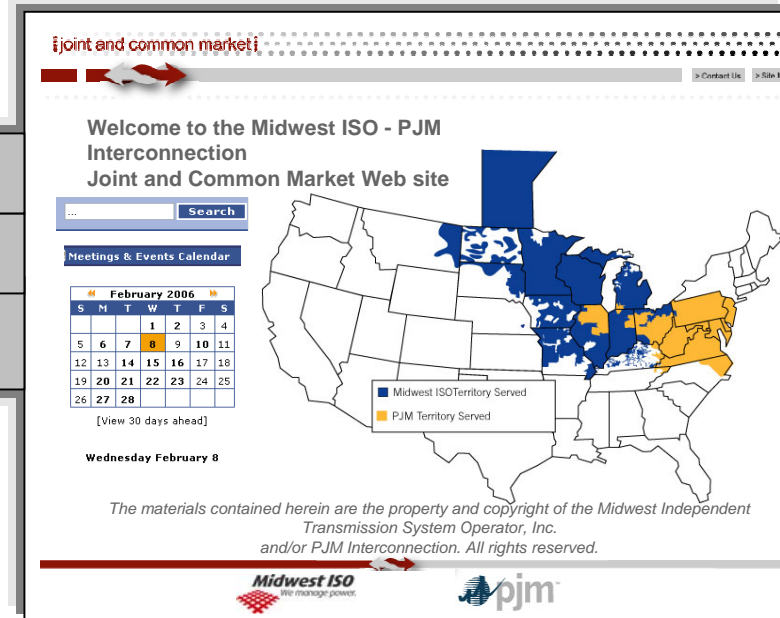 joint and common market
> Contact Us > Site
Welcome to the Midwest ISO - PJM
Interconnection
Joint and Common Market Web site
... Search
Meetings & Events Calendar
February 2006
S M T W T F S
1 2 3 4
5 6 7 8 9 10 11
12 13 14 15 16 17 18
19 20 21 22 23 24 25
26 27 28
[View 30 days ahead]
Wednesday February 8
Midwest ISOTerritory Served
PJM Territory Served
The materials contained herein are the property and copyright of the Midwest Independent
Transmission System Operator, Inc.
and/or PJM Interconnection. All rights reserved.
Midwest ISO
We manage power.
pjm